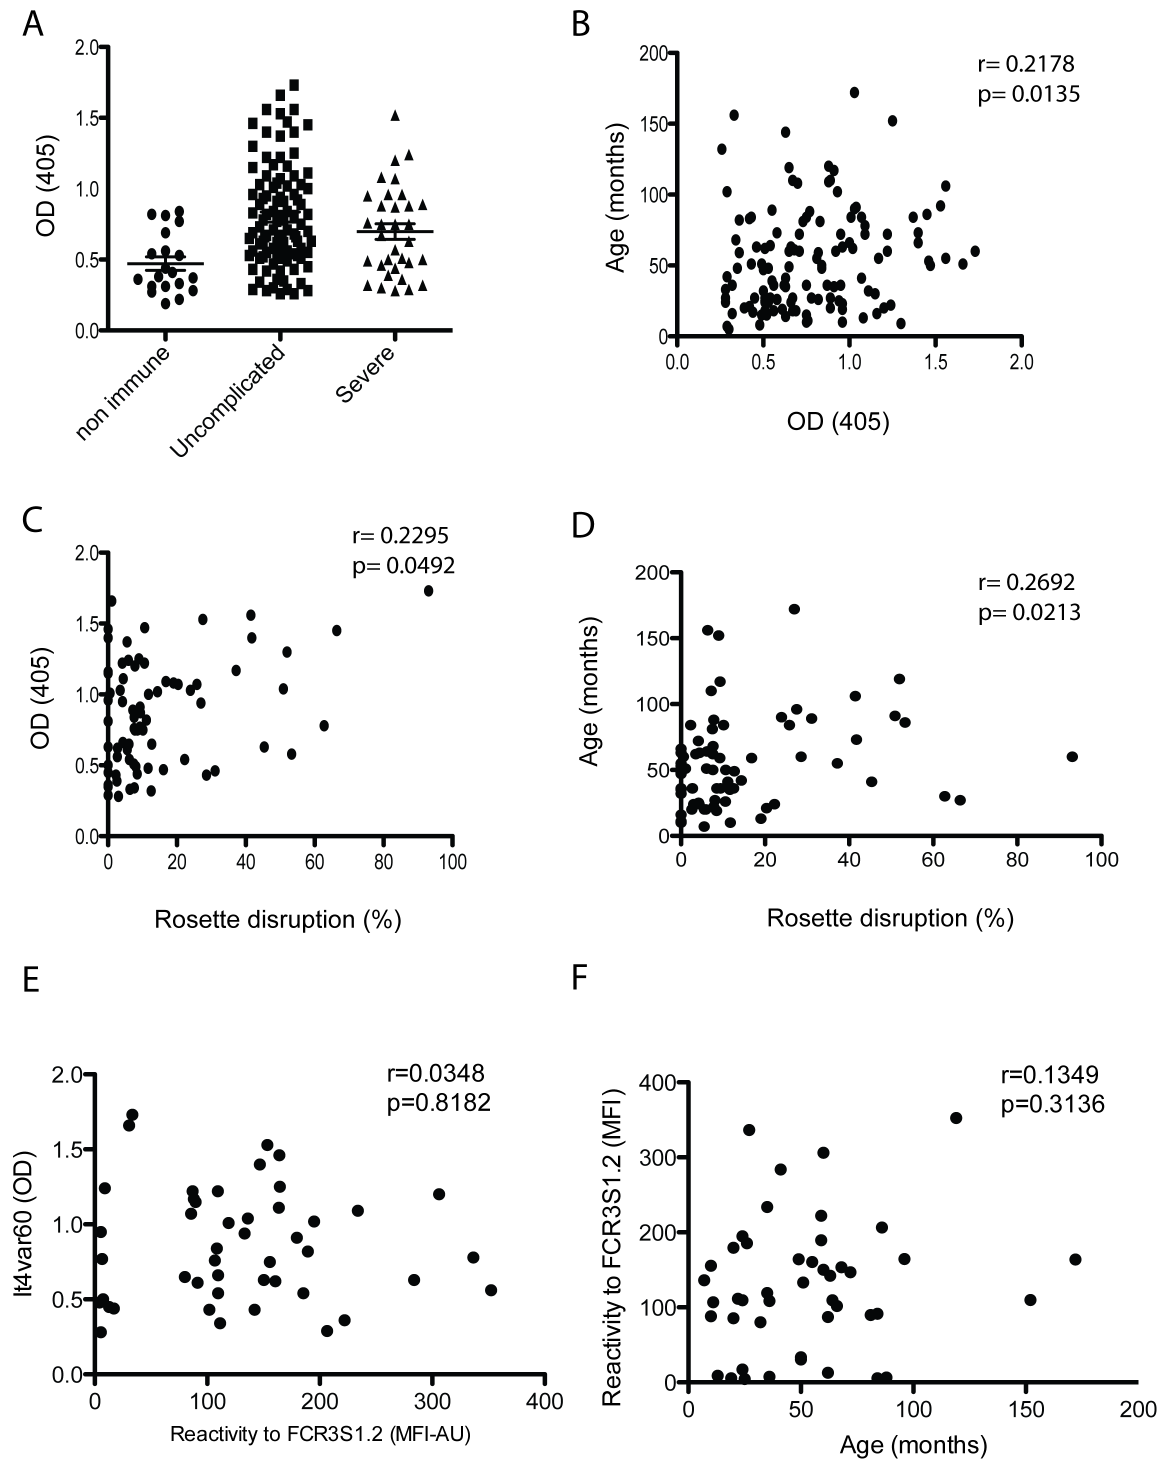 A
2.0
1.5
1.0
0.5
0.0
OD (405)
non immune
Uncomplicated
Severe
B
r= 0.2178
p= 0.0135
200
150
100
50
0
Age (months)
0.0
0.5
1.0
1.5
2.0
OD (405)
C
r= 0.2295
p= 0.0492
2.0
1.5
1.0
0.5
0.0
OD (405)
0
20
40
60
80
100
Rosette disruption (%)
D
r= 0.2692
p= 0.0213
200
150
100
50
0
Age (months)
0
20
40
60
80
100
Rosette disruption (%)
E
r=0.0348
p=0.8182
2.0
1.5
1.0
0.5
0.0
It4var60 (OD)
0
100
200
300
400
Reactivity to FCR3S1.2 (MFI-AU)
F
r=0.1349
p=0.3136
400
300
200
100
0
Reactivity to FCR3S1.2 (MFI)
0
50
100
150
200
Age (months)